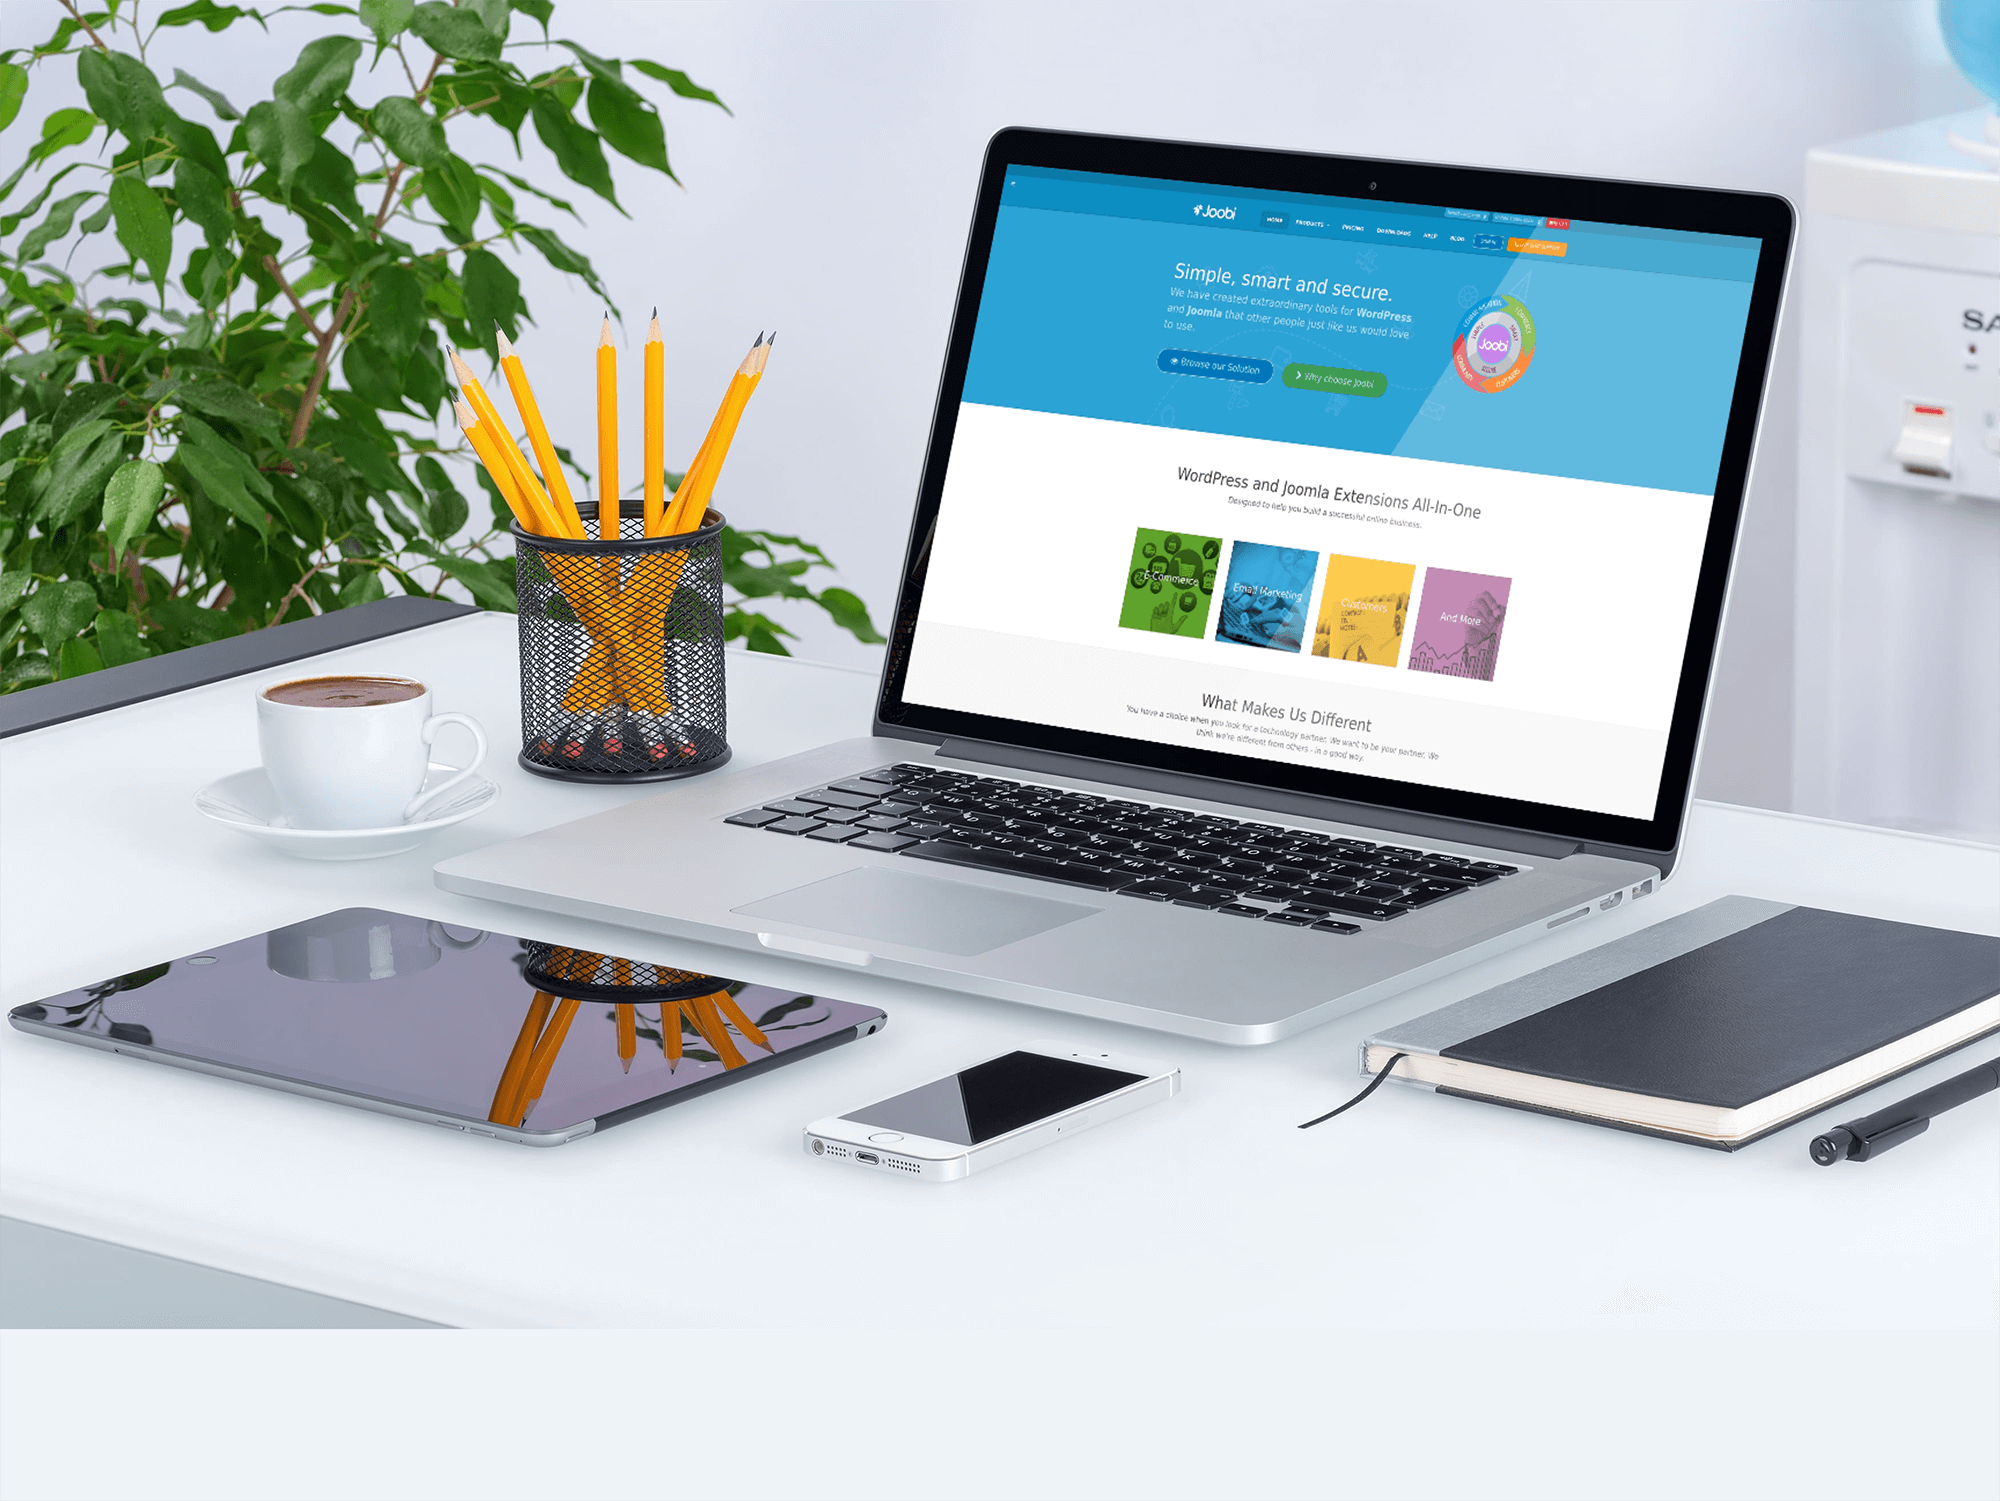 Joobi
HOME PRODUCTS PRICING DOWNLOADS HELP BLOG
Simple, smart and secure.
We have created extraordinary tools for WordPress
and Joomla that other people just like us would love
to use.
Browse our Solution
Why choose Joobi
Joobi
WordPress and Joomla Extensions All-In-One
Designed to help you build a successful online business.
E-Commerce
Email Marketing
Customers
And More
What Makes Us Different
You have a choice when you look for a technology partner. We want to be your partner. We
think we're different from others - in a good way.
SA